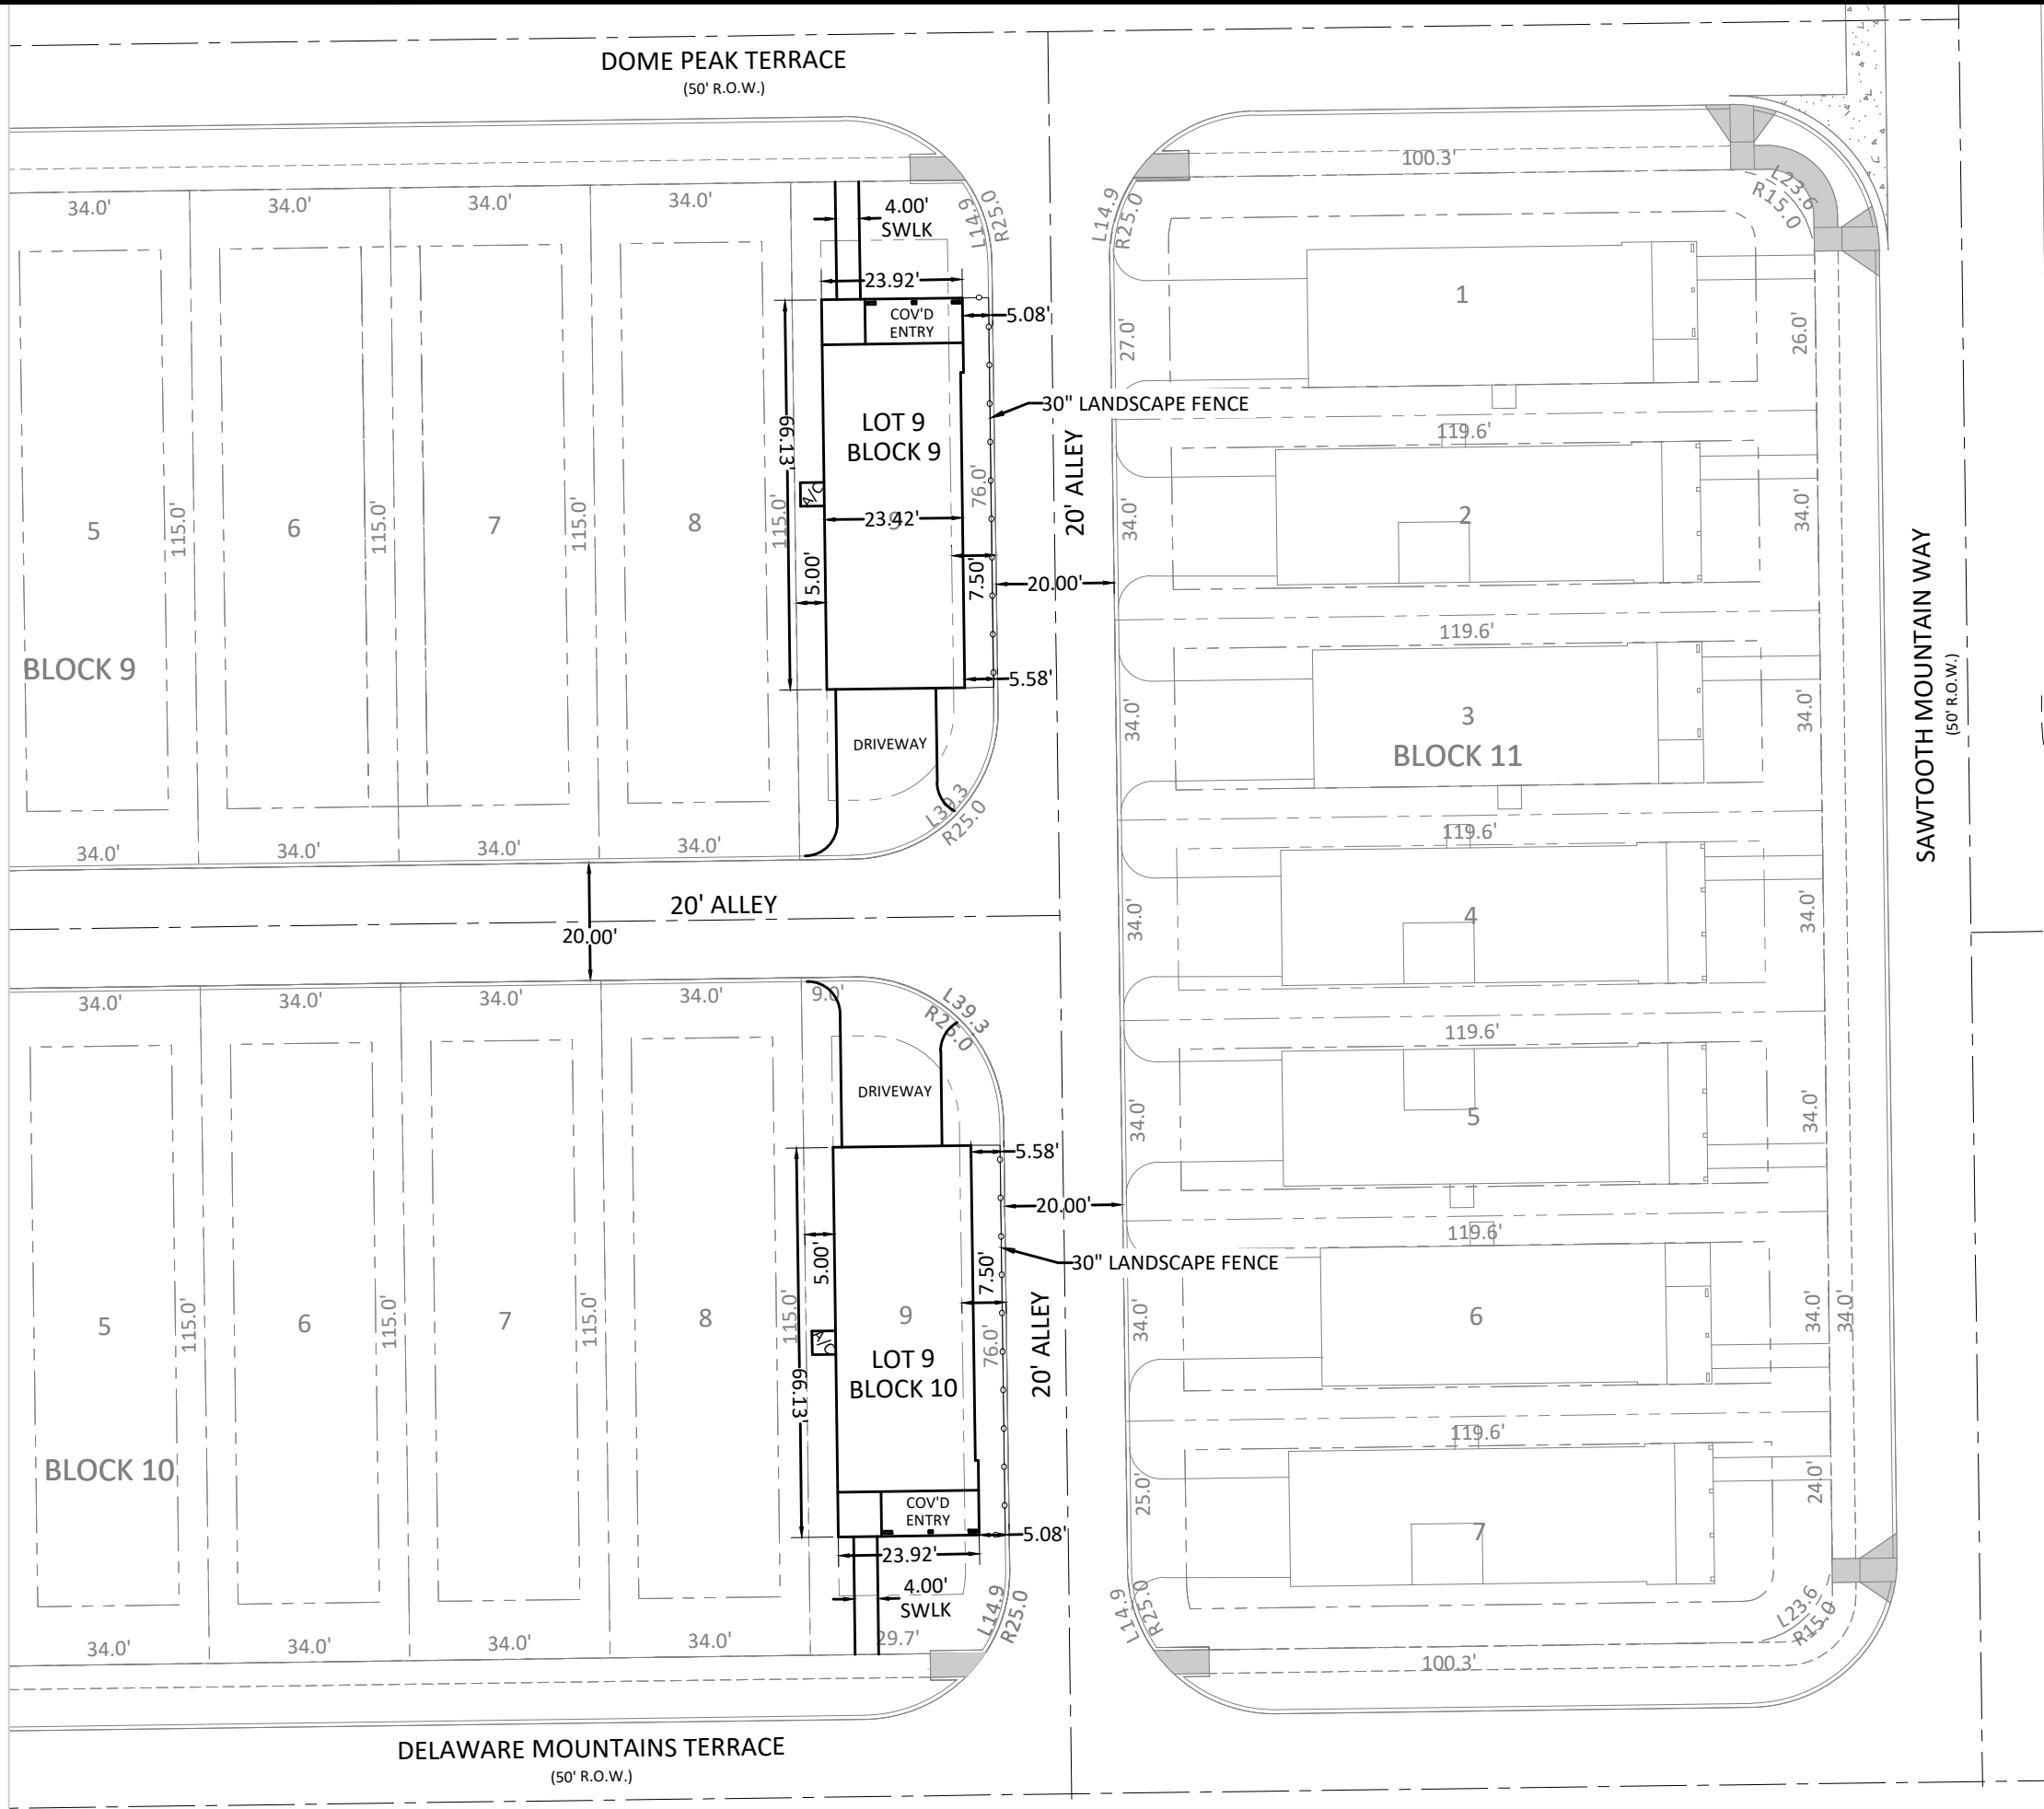 DOME PEAK TERRACE
(50' R.O.W.)
34.0'
34.0'
34.0'
34.0'
4.00'
SWLK
L14.9
R25.0
23.92'
COV'D
ENTRY
5.08'
30" LANDSCAPE FENCE
LOT 9
BLOCK 9
66.13'
A/C
76.0'
20' ALLEY
5
115.0'
6
115.0'
7
115.0'
8
115.0'
23.42'
9
5.00'
7.50'
20.00'
BLOCK 9
5.58'
DRIVEWAY
L39.3
R25.0
34.0'
34.0'
34.0'
34.0'
20' ALLEY
20.00'
34.0'
34.0'
34.0'
34.0'
9.0'
L39.3
R25.0
DRIVEWAY
5.58'
20.00'
5.00'
7.50'
30" LANDSCAPE FENCE
5
115.0'
6
115.0'
7
115.0'
8
115.0'
9
A/C
76.0'
20' ALLEY
LOT 9
BLOCK 10
66.13'
BLOCK 10
COV'D
ENTRY
5.08'
23.92'
4.00'
SWLK
L14.9
R25.0
34.0'
34.0'
34.0'
34.0'
29.7'
DELAWARE MOUNTAINS TERRACE
(50' R.O.W.)
100.3'
L14.9
R25.0
L23.6
R15.0
1
27.0'
26.0'
119.6'
2
34.0'
34.0'
119.6'
3
BLOCK 11
34.0'
34.0'
119.6'
4
34.0'
34.0'
119.6'
5
34.0'
34.0'
119.6'
6
34.0'
34.0'
34.0'
119.6'
7
25.0'
24.0'
L14.9
R25.0
L23.6
R15.0
100.3'
SAWTOOTH MOUNTAIN WAY
(50' R.O.W.)